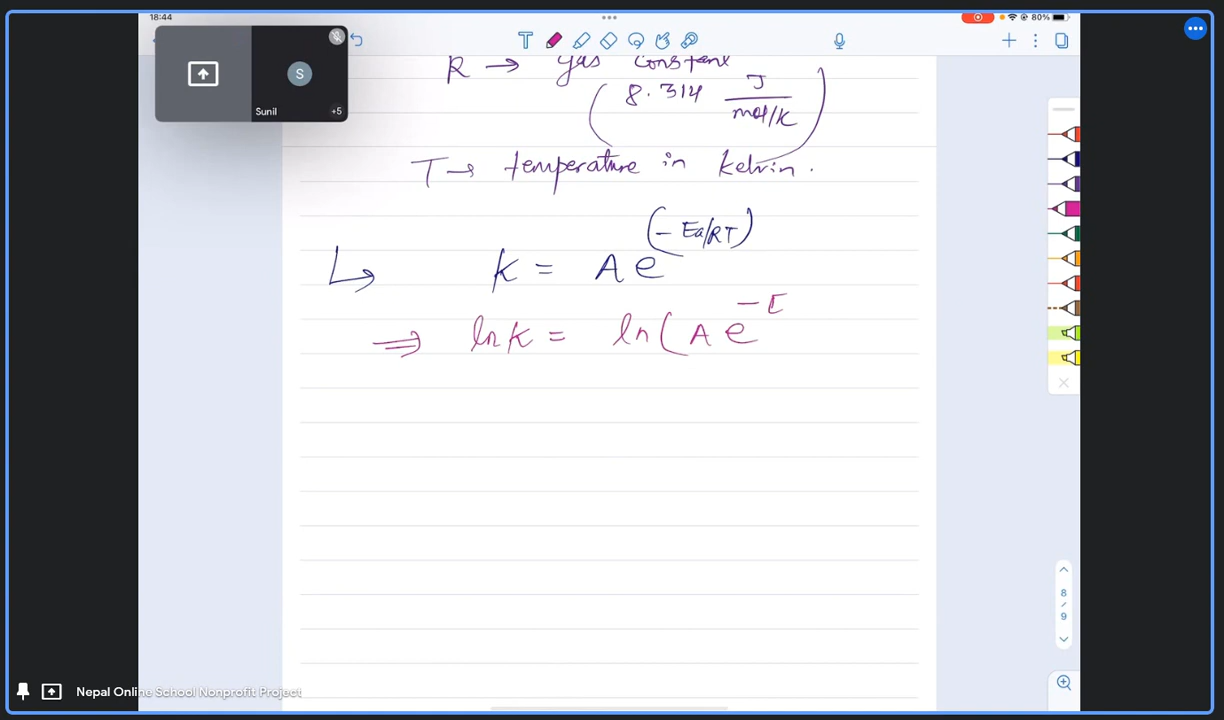 18:44
80%
R → gas constant
(8.314 J/mol/K)
T → temperature in kelvin.
k = A e^(-Ea/RT)
⇒ ln k = ln(A e^-[
Sunil
+5
8/9
Nepal Online School Nonprofit Project